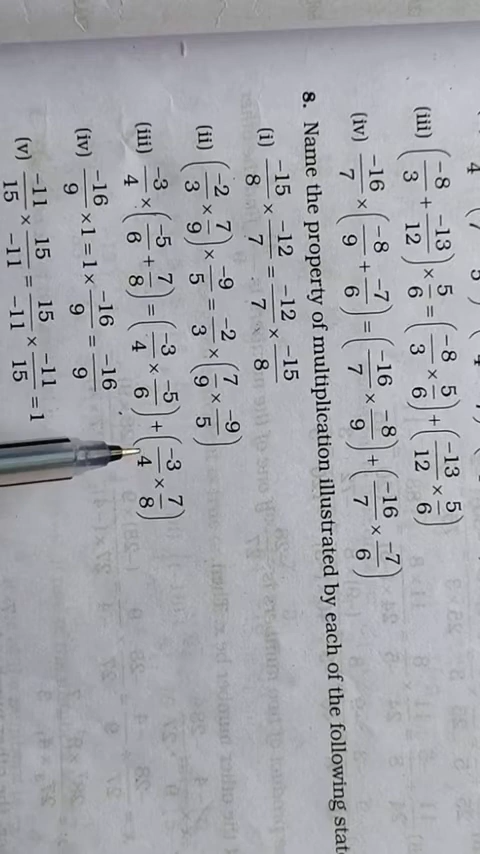 4 (7 5) (4 7)
(iii) (-8/3 + -13/12) × 5/6 = (-8/3 × 5/6) + (-13/12 × 5/6)
(iv) -16/7 × (-8/9 + -7/6) = (-16/7 × -8/9) + (-16/7 × -7/6)
8. Name the property of multiplication illustrated by each of the following
(i) -15/8 × -12/7 = -12/7 × -15/8
(ii) (-2/3 × 7/9) × -9/5 = -2/3 × (7/9 × -9/5)
(iii) -3/4 × (-5/6 + 7/8) = (-3/4 × -5/6) + (-3/4 × 7/8)
(iv) -16/9 × 1 = 1 × -16/9 = -16/9
(v) -11/15 × 15/-11 = 15/-11 × -11/15 = 1